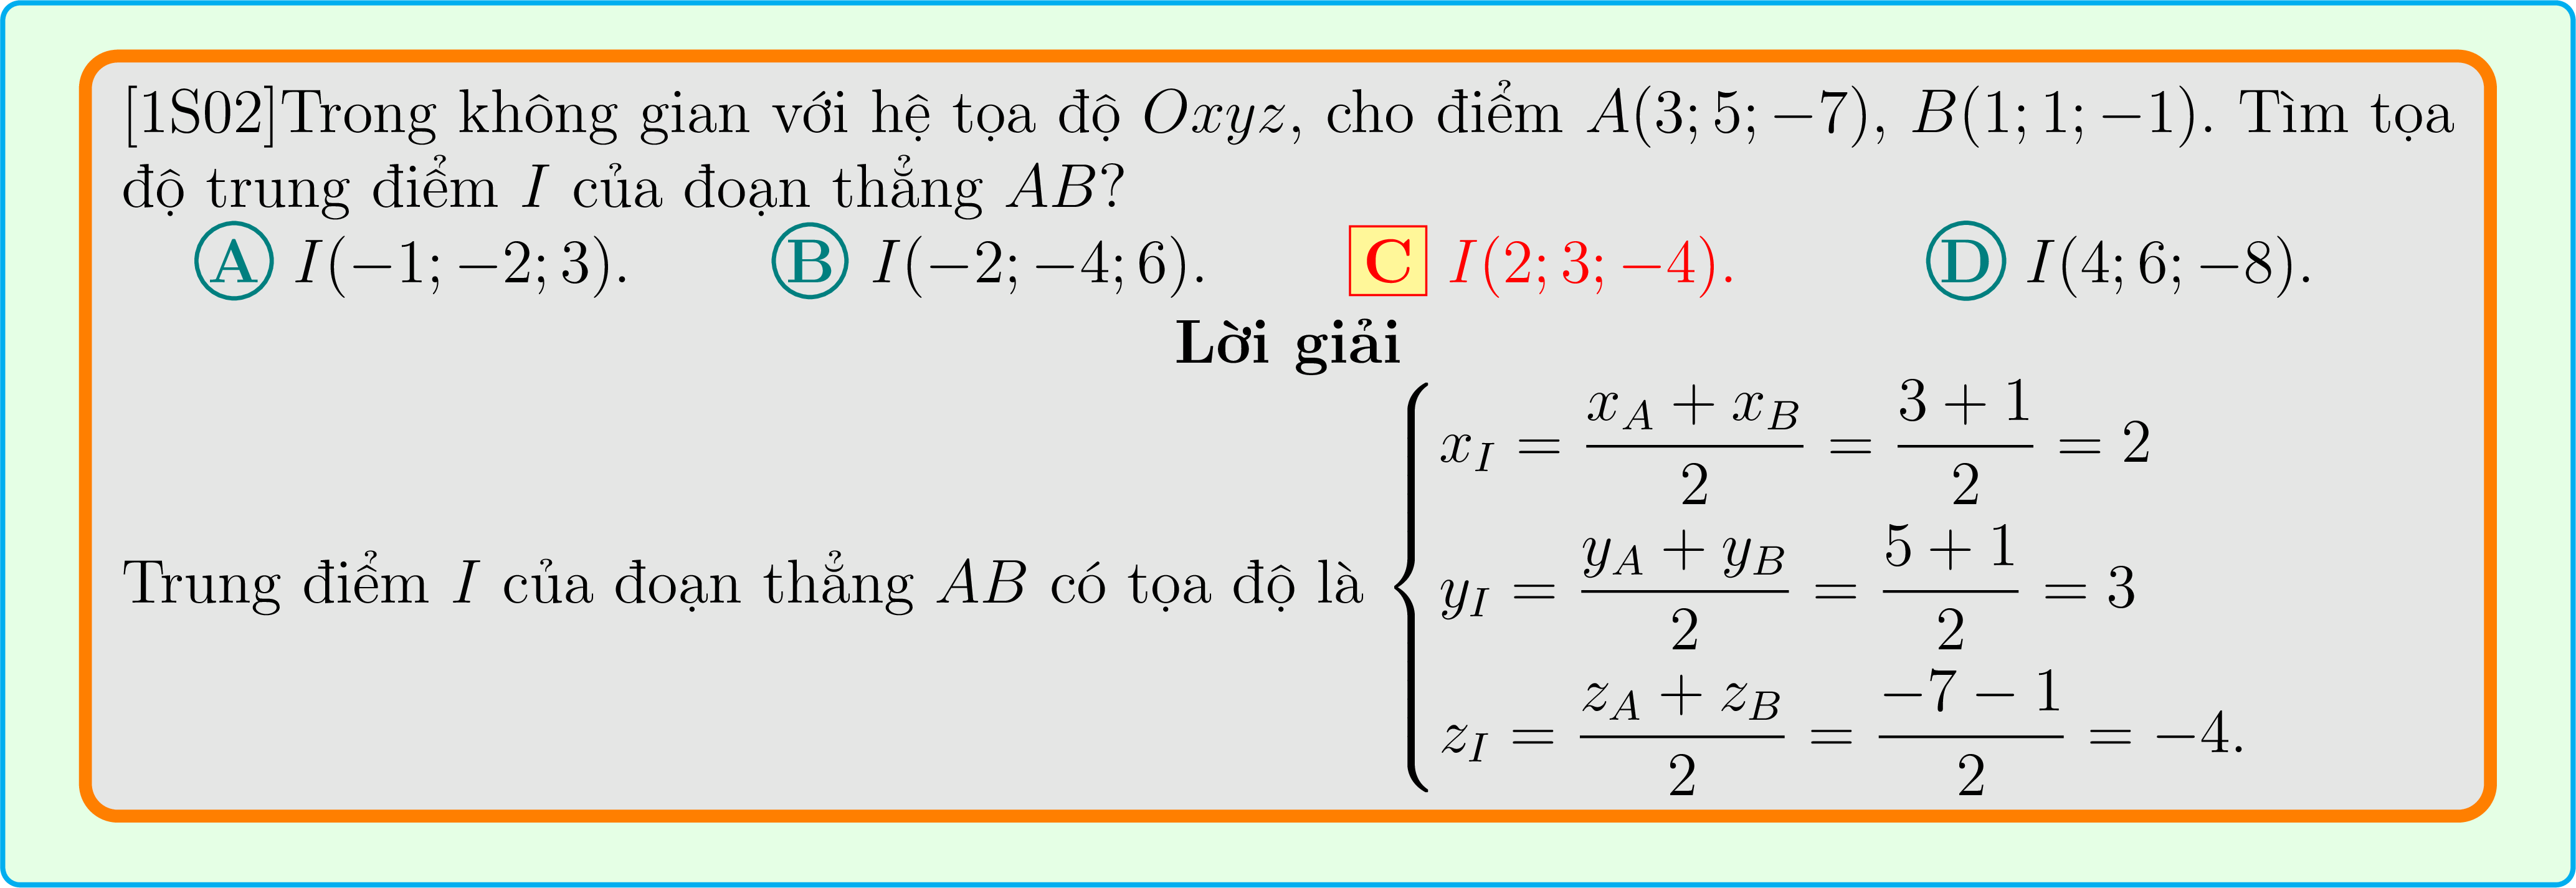 [1S02]Trong không gian với hệ tọa độ Oxyz, cho điểm A(3; 5; −7), B(1; 1; −1). Tìm tọa
độ trung điểm I của đoạn thẳng AB?
A I(−1; −2; 3). B I(−2; −4; 6). C I(2; 3; −4). D I(4; 6; −8).
Lời giải
x_I = \frac{x_A + x_B}{2} = \frac{3 + 1}{2} = 2
Trung điểm I của đoạn thẳng AB có tọa độ là { y_I = \frac{y_A + y_B}{2} = \frac{5 + 1}{2} = 3
z_I = \frac{z_A + z_B}{2} = \frac{−7 − 1}{2} = −4.